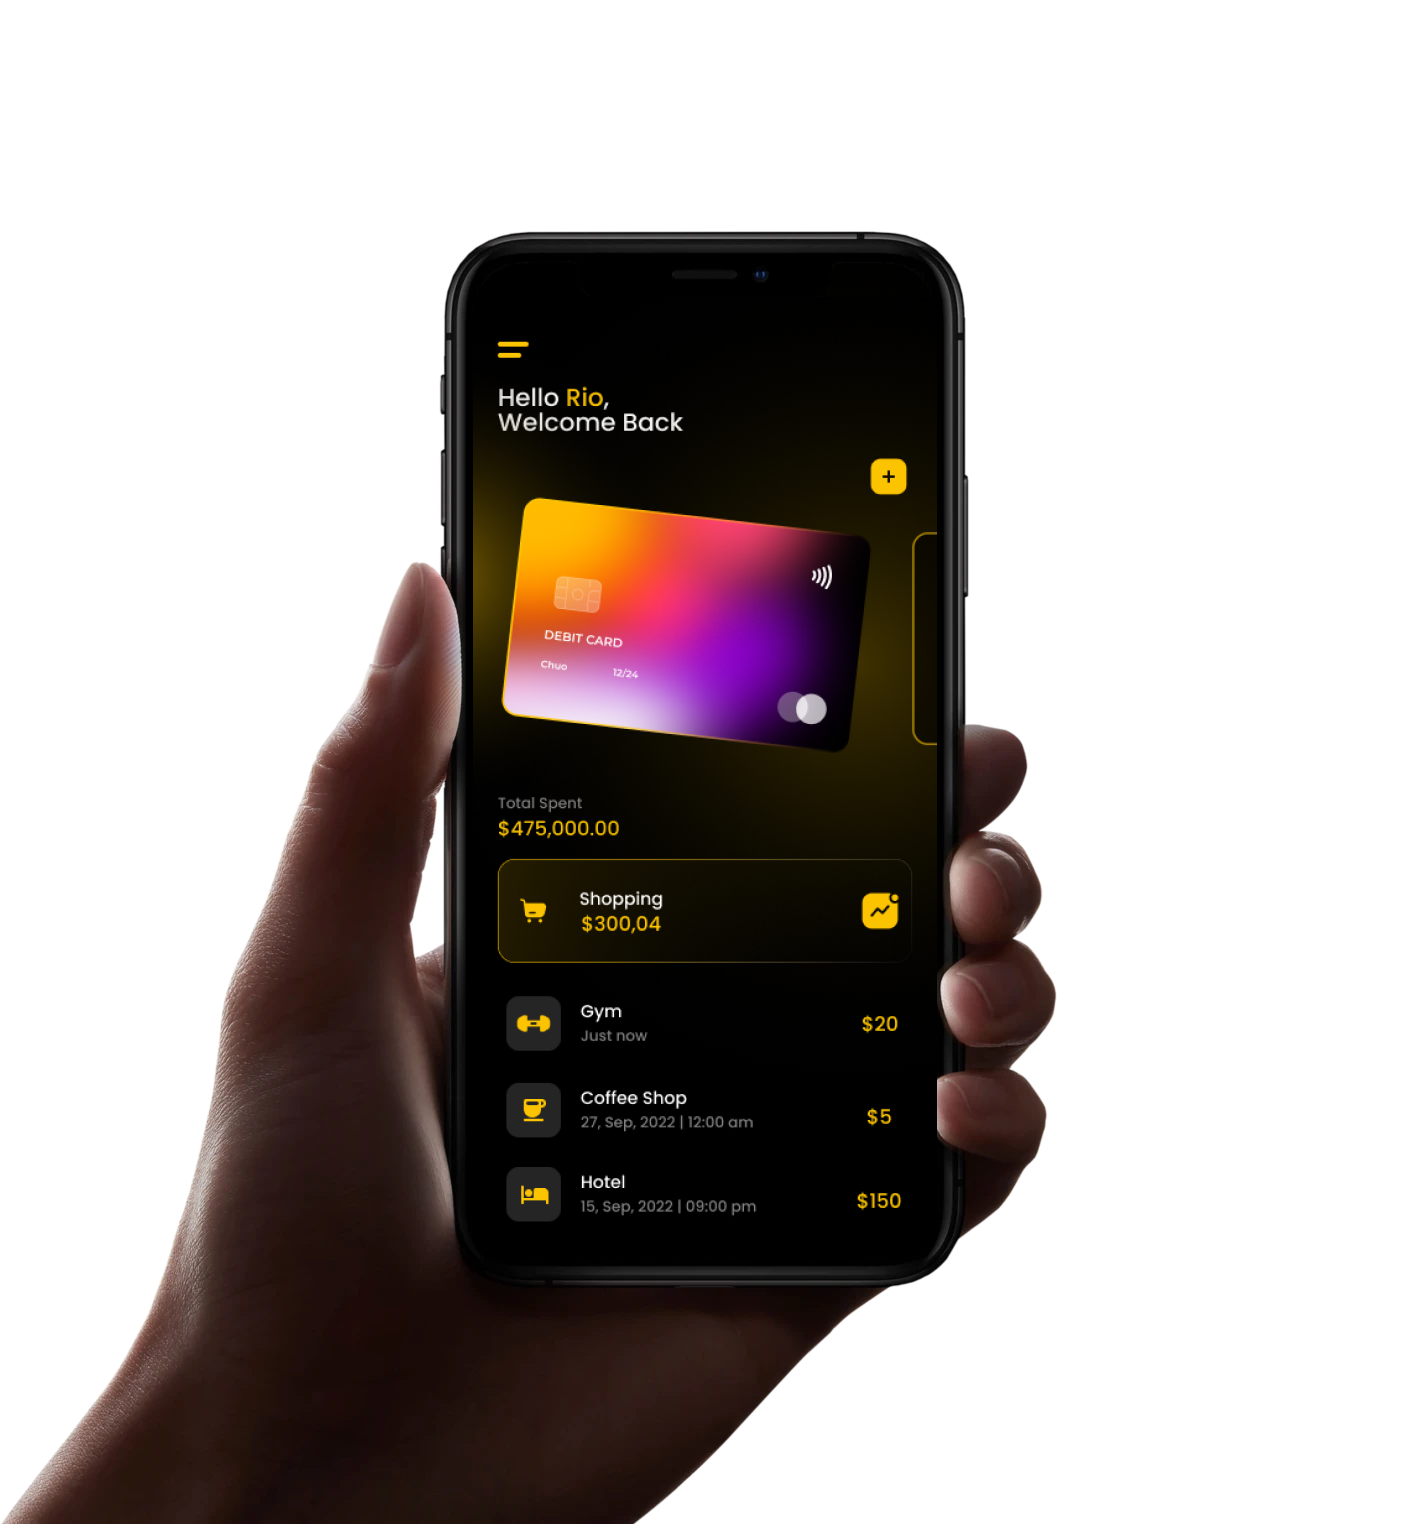 Hello Rio,
Welcome Back
DEBIT CARD
Chuo 12/24
Total Spent
$475,000.00
Shopping
$300,04
Gym
Just now
$20
Coffee Shop
27, Sep, 2022 | 12:00 am
$5
Hotel
15, Sep, 2022 | 09:00 pm
$150